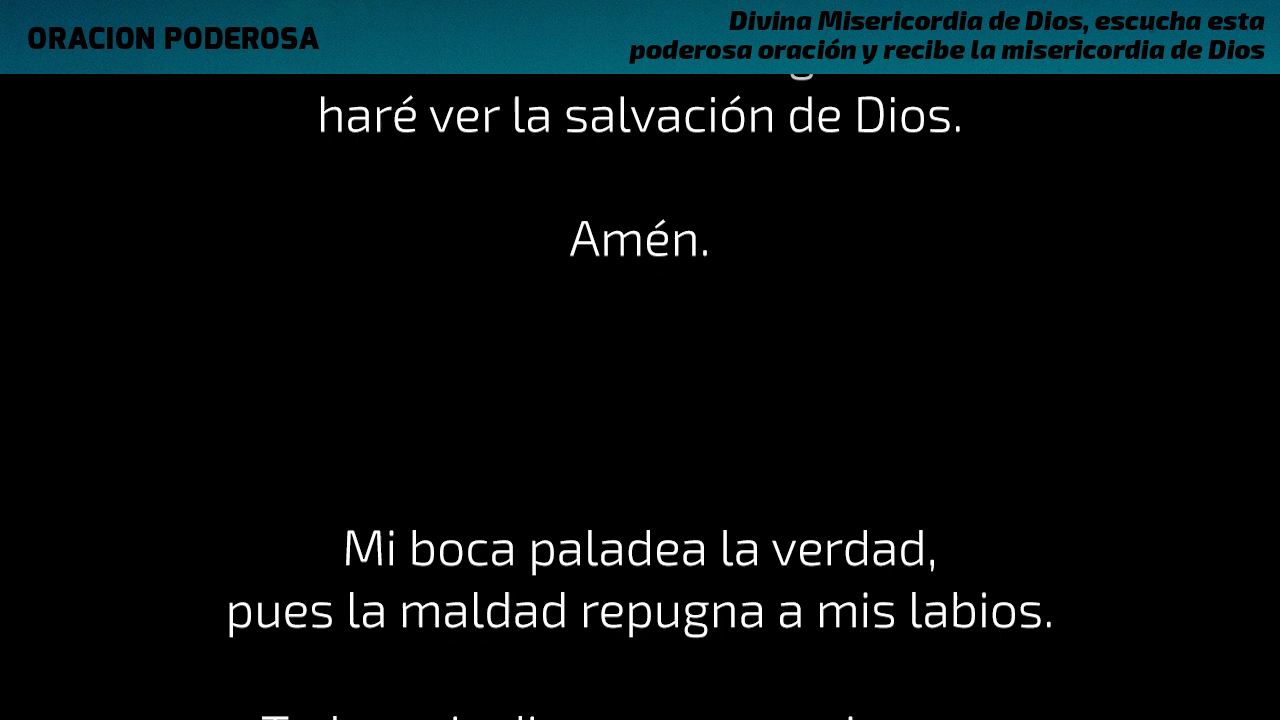 ORACION PODEROSA
Divina Misericordia de Dios, escucha esta
poderosa oración y recibe la misericordia de Dios
haré ver la salvación de Dios.
Amén.
Mi boca paladea la verdad,
pues la maldad repugna a mis labios.